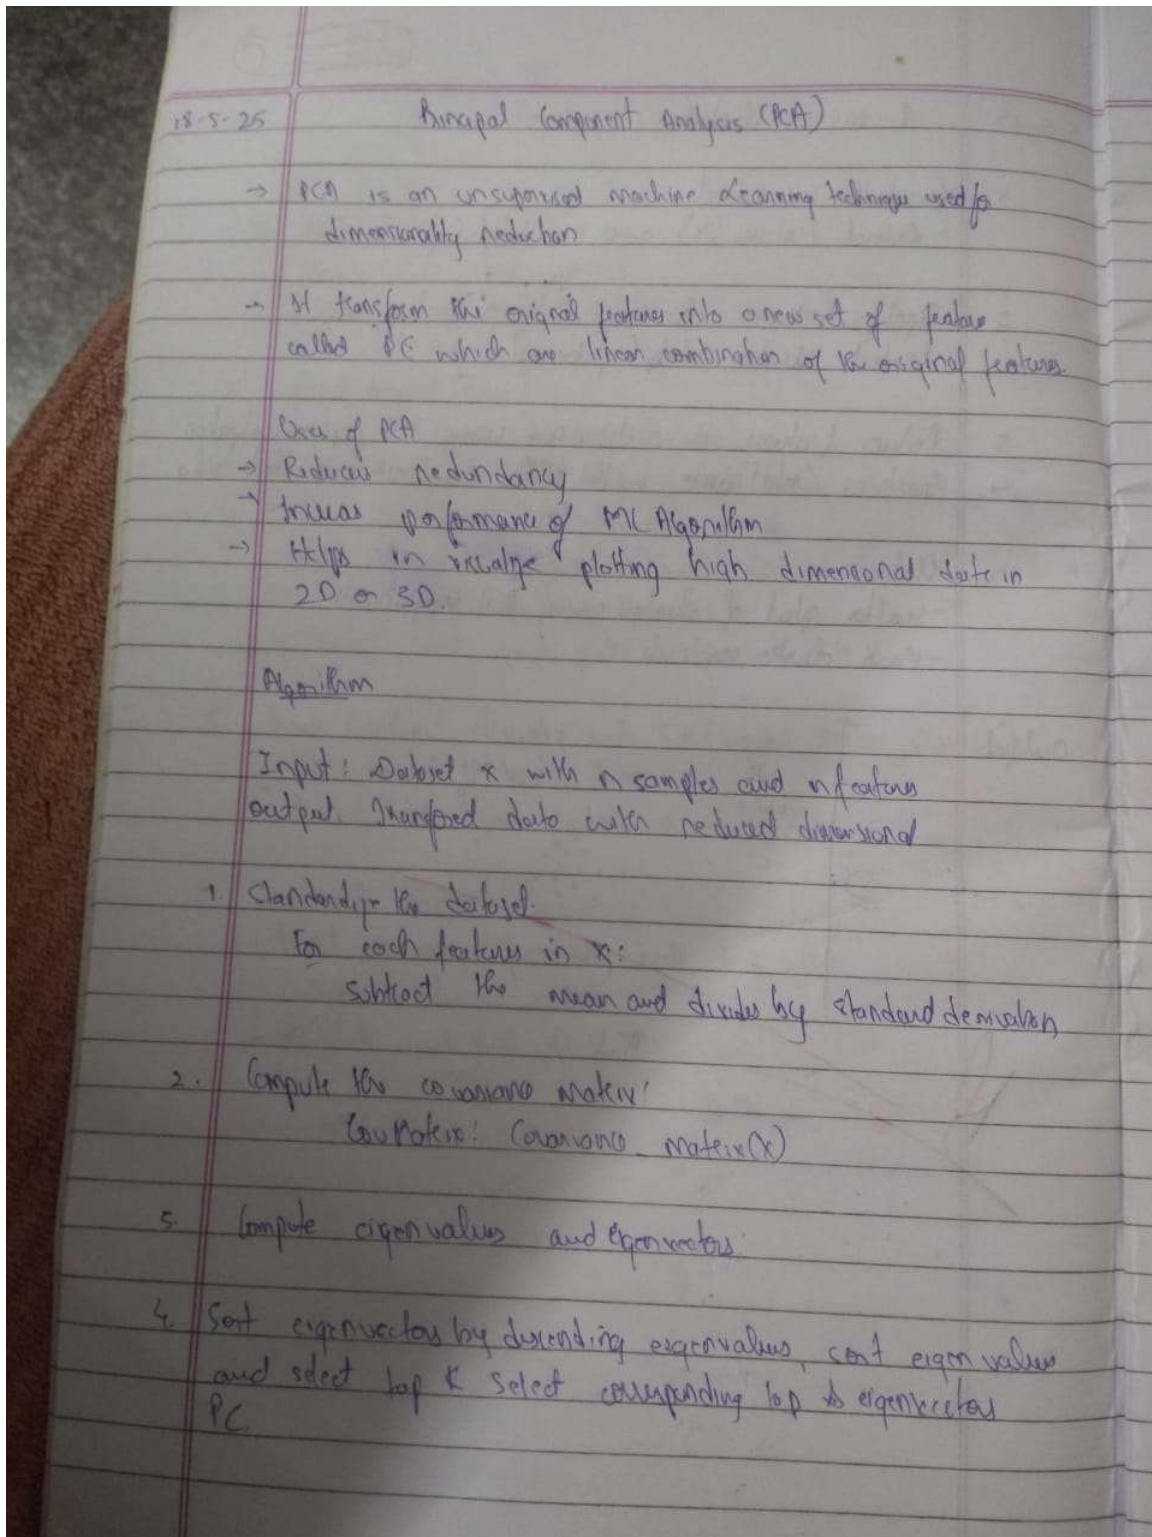 18-5-25 Principal Component Analysis (PCA)
→ PCA is an unsupervised machine Learning technique used for
dimensionality reduction
→ It transform the original features into a new set of feature
called PC which are linear combination of the original features.
Uses of PCA
→ Reduces redundancy
→ Increas performance of ML Algorithm
→ Helps in plotting high dimensional data in
2D or 3D.
Algorithm
Input: Dataset x with n samples and n features
output. data with reduced dimensional
1. Standardize the dataset.
For each features in x:
subtract the mean and divides by standard deviation
2. Compute the covariance matrix:
CovMatrix: Covariance_matrix(X)
3. Compute eigenvalues and eigenvectors.
4. Sort eigenvectors by descending eigenvalues, sort eigen values
and select top K select corresponding top eigenvectors
PC.